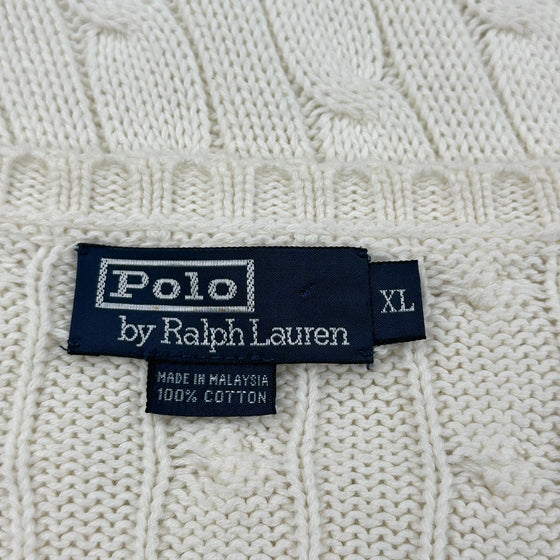 Polo
by Ralph Lauren
XL
MADE IN MALAYSIA
100% COTTON